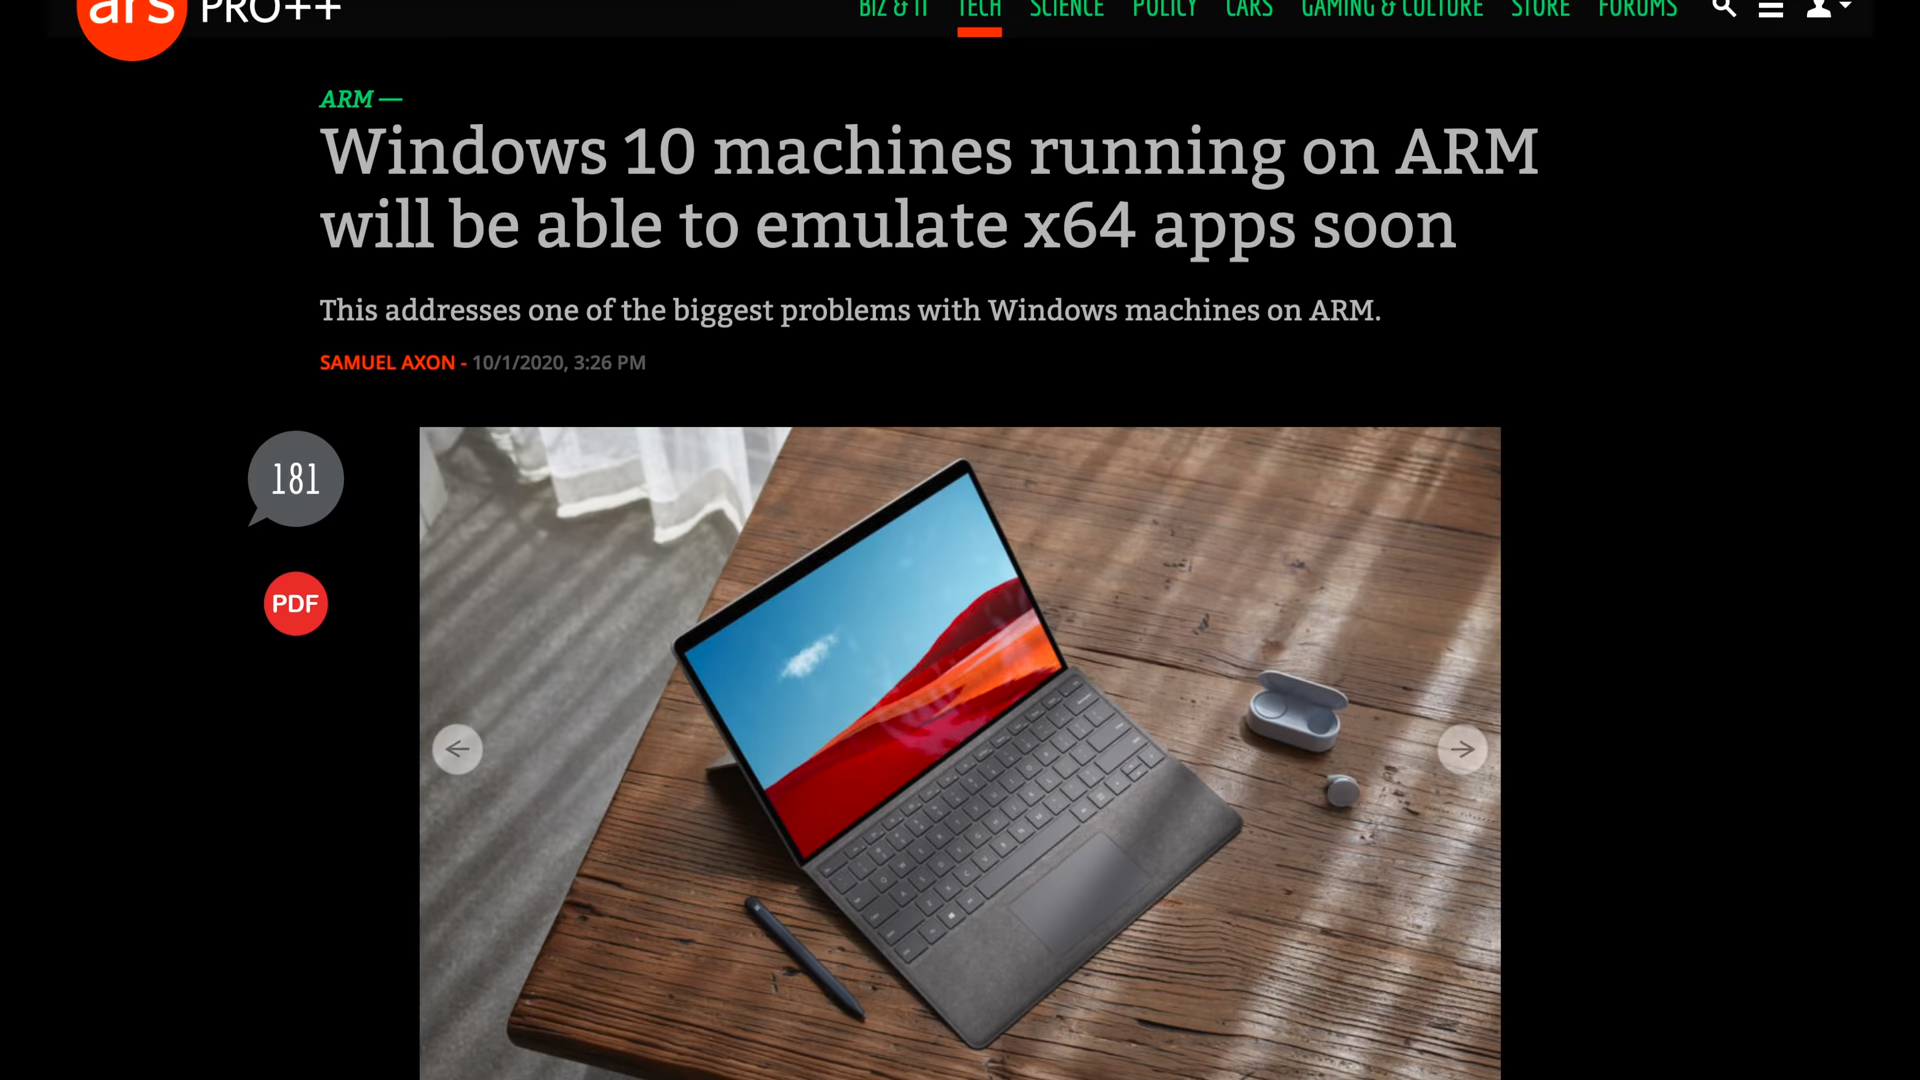 ars PRO++
BIZ & IT TECH SCIENCE POLICY CARS GAMING & CULTURE STORE FORUMS
ARM —
Windows 10 machines running on ARM
will be able to emulate x64 apps soon
This addresses one of the biggest problems with Windows machines on ARM.
SAMUEL AXON - 10/1/2020, 3:26 PM
181
PDF